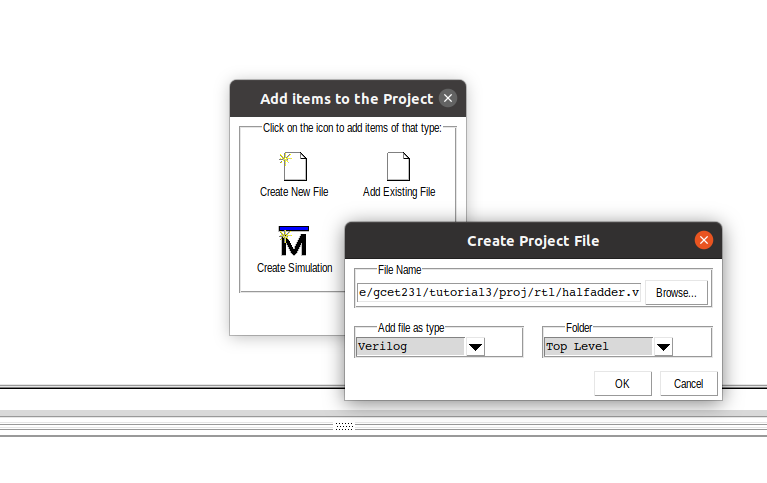 Add items to the Project
Click on the icon to add items of that type:
Create New File
Add Existing File
Create Simulation
Create Project File
File Name
e/gcet231/tutorial3/proj/rtl/halfadder.v
Browse...
Add file as type
Folder
Verilog
Top Level
OK
Cancel